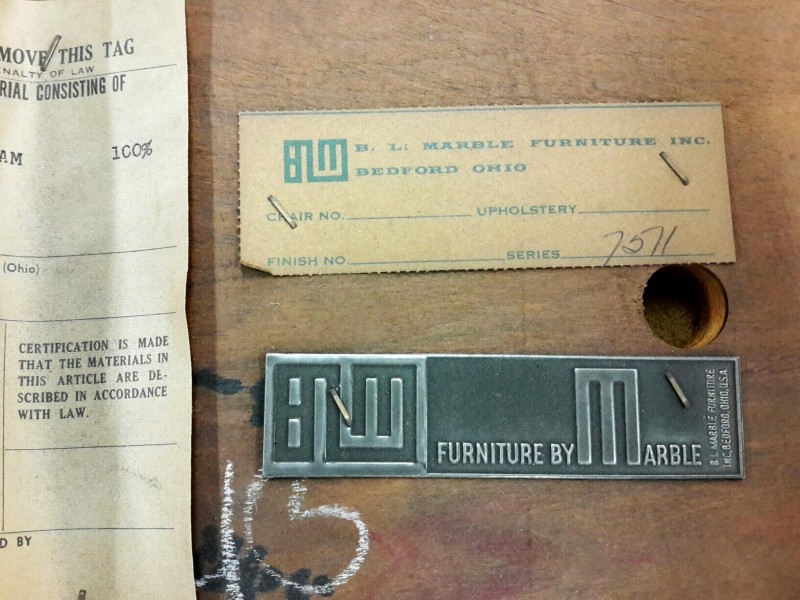 MOVE THIS TAG
ENALTY OF LAW
RIAL CONSISTING OF
AM 100%
(Ohio)
CERTIFICATION IS MADE
THAT THE MATERIALS IN
THIS ARTICLE ARE DE-
SCRIBED IN ACCORDANCE
WITH LAW.
D BY
BLM B. L. MARBLE FURNITURE INC.
BEDFORD OHIO
CHAIR NO. UPHOLSTERY
FINISH NO. SERIES 7571
BLM
FURNITURE BY MARBLE
B. L. MARBLE FURNITURE
INC., BEDFORD, OHIO, U.S.A.
15